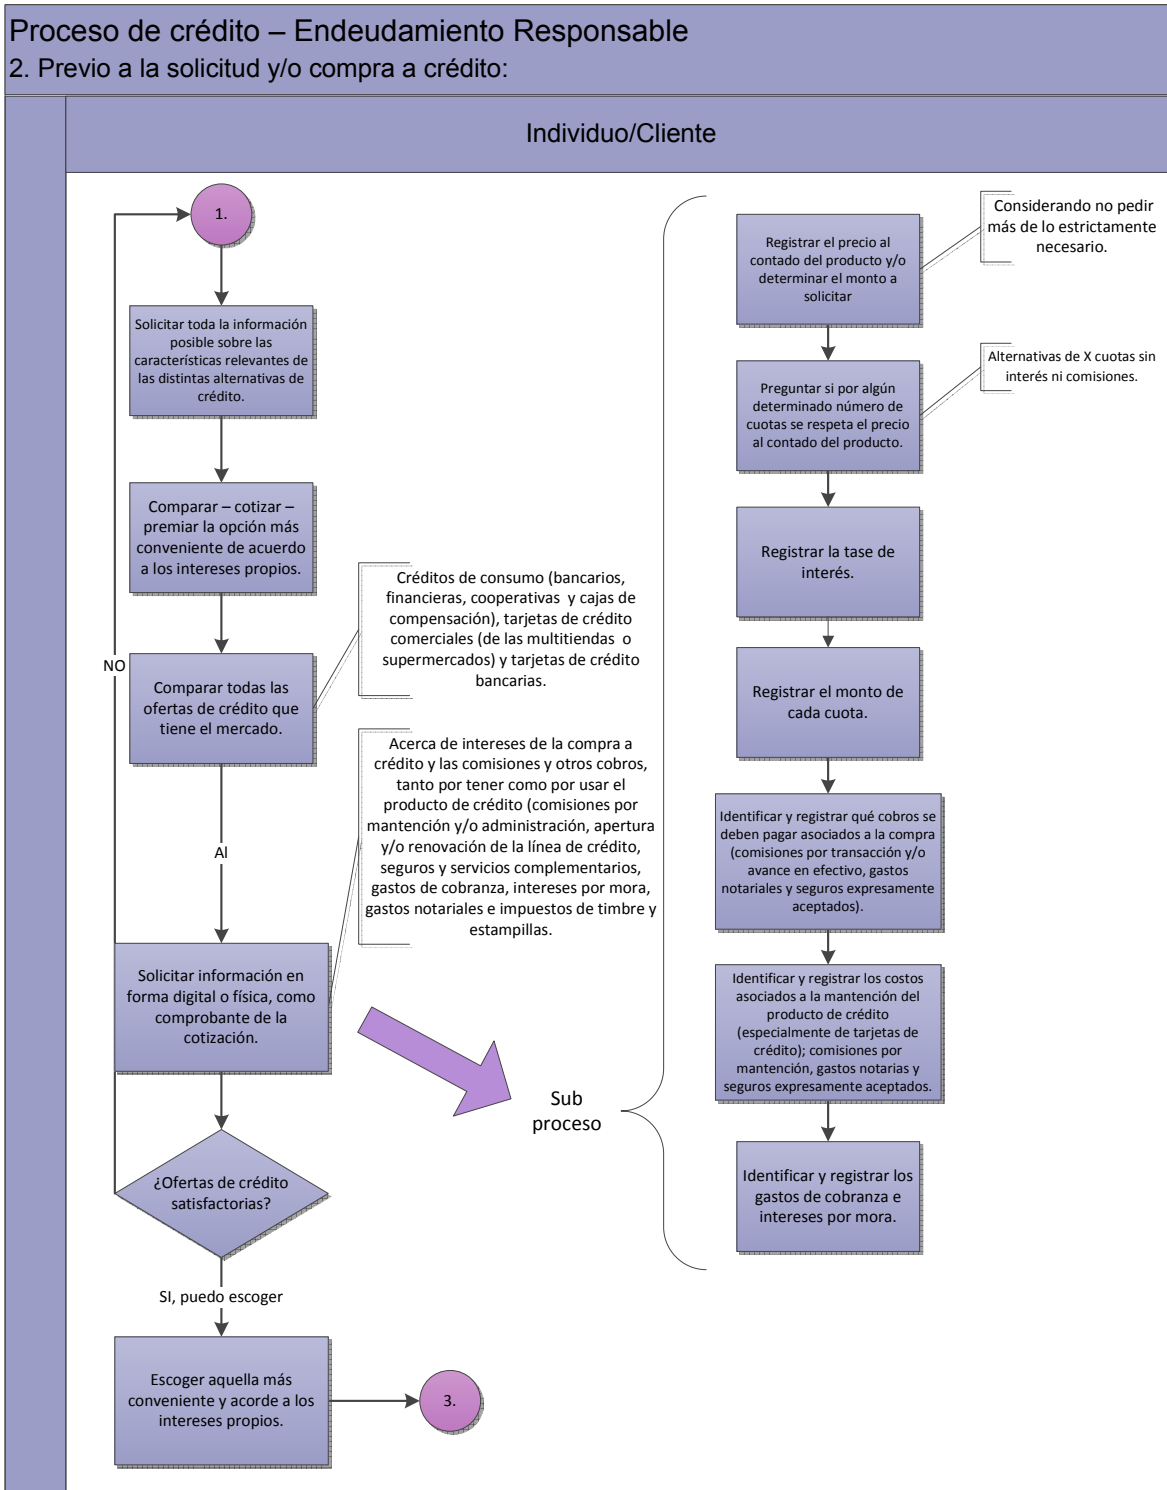 Proceso de crédito – Endeudamiento Responsable
2. Previo a la solicitud y/o compra a crédito:
Individuo/Cliente
1.
Solicitar toda la información
posible sobre las
características relevantes de
las distintas alternativas de
crédito.
Comparar – cotizar –
premiar la opción más
conveniente de acuerdo
a los intereses propios.
NO
Comparar todas las
ofertas de crédito que
tiene el mercado.
Créditos de consumo (bancarios,
financieras, cooperativas y cajas de
compensación), tarjetas de crédito
comerciales (de las multitiendas o
supermercados) y tarjetas de crédito
bancarias.
Al
Acerca de intereses de la compra a
crédito y las comisiones y otros cobros,
tanto por tener como por usar el
producto de crédito (comisiones por
mantención y/o administración, apertura
y/o renovación de la línea de crédito,
seguros y servicios complementarios,
gastos de cobranza, intereses por mora,
gastos notariales e impuestos de timbre y
estampillas.
Solicitar información en
forma digital o física, como
comprobante de la
cotización.
¿Ofertas de crédito
satisfactorias?
SI, puedo escoger
Escoger aquella más
conveniente y acorde a los
intereses propios.
3.
Sub
proceso
Registrar el precio al
contado del producto y/o
determinar el monto a
solicitar
Considerando no pedir
más de lo estrictamente
necesario.
Preguntar si por algún
determinado número de
cuotas se respeta el precio
al contado del producto.
Alternativas de X cuotas sin
interés ni comisiones.
Registrar la tase de
interés.
Registrar el monto de
cada cuota.
Identificar y registrar qué cobros se
deben pagar asociados a la compra
(comisiones por transacción y/o
avance en efectivo, gastos
notariales y seguros expresamente
aceptados).
Identificar y registrar los costos
asociados a la mantención del
producto de crédito
(especialmente de tarjetas de
crédito); comisiones por
mantención, gastos notarias y
seguros expresamente aceptados.
Identificar y registrar los
gastos de cobranza e
intereses por mora.